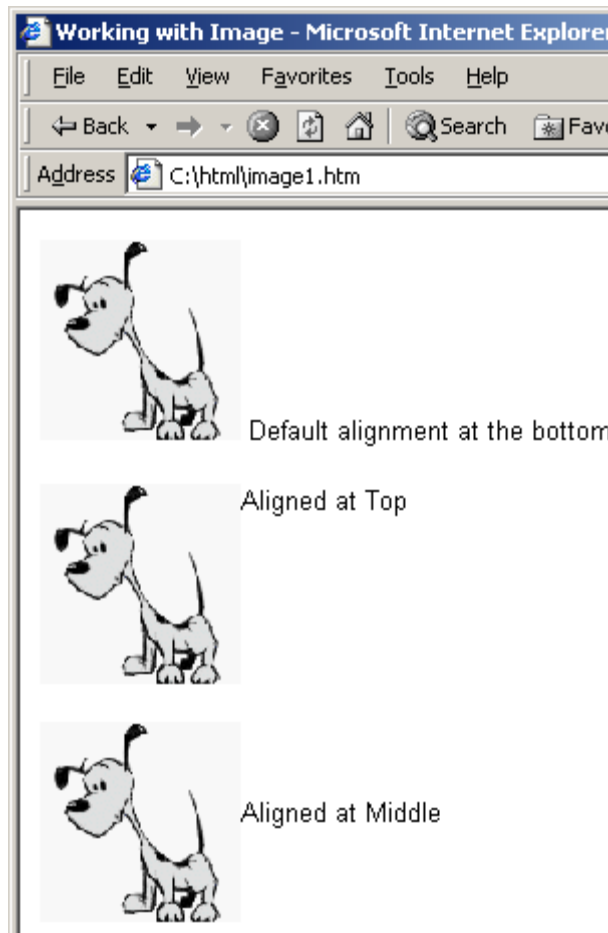 Working with Image - Microsoft Internet Explorer
File Edit View Favorites Tools Help
Back Search
Address C:\html\image1.htm
Default alignment at the bottom
Aligned at Top
Aligned at Middle